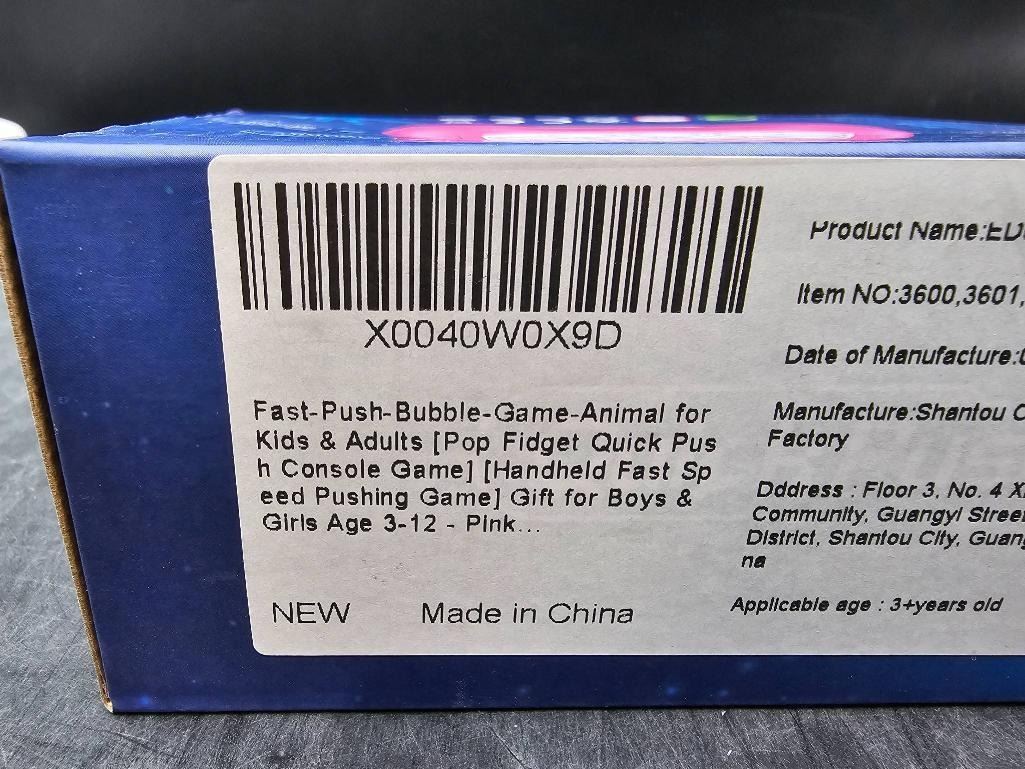 X0040W0X9D
Fast-Push-Bubble-Game-Animal for
Kids & Adults [Pop Fidget Quick Pus
h Console Game] [Handheld Fast Sp
eed Pushing Game] Gift for Boys &
Girls Age 3-12 - Pink...
NEW Made in China
Product Name:
Item NO:3600,3601,
Date of Manufacture:
Manufacture:Shantou
Factory
Dddress : Floor 3, No. 4
Community, Guangyi Street
District, Shantou City,
na
Applicable age : 3+years old